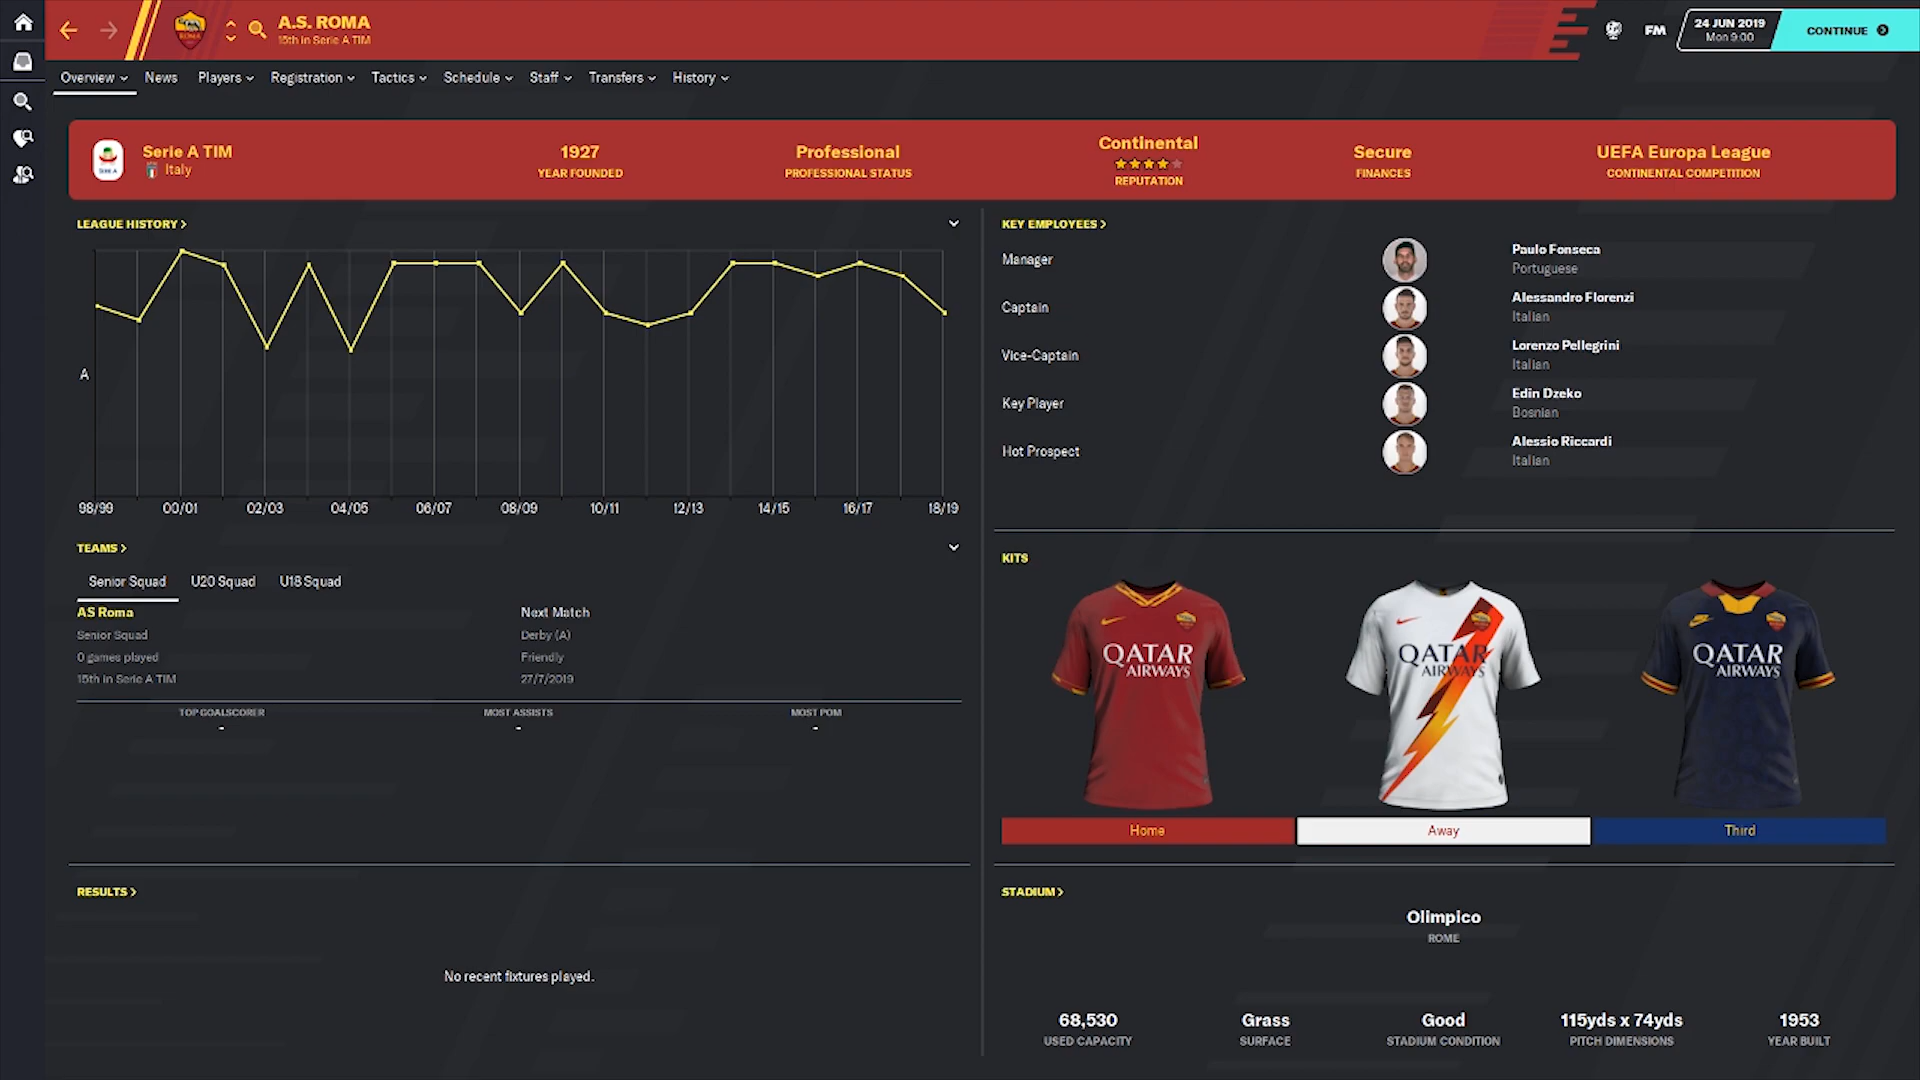 A.S. ROMA
15th in Serie A TIM
FM
24 JUN 2019
Mon 9:00
CONTINUE
Overview
News
Players
Registration
Tactics
Schedule
Staff
Transfers
History
Serie A TIM
Italy
1927
YEAR FOUNDED
Professional
PROFESSIONAL STATUS
Continental
REPUTATION
Secure
FINANCES
UEFA Europa League
CONTINENTAL COMPETITION
LEAGUE HISTORY >
A
98/99 00/01 02/03 04/05 06/07 08/09 10/11 12/13 14/15 16/17 18/19
TEAMS >
Senior Squad
U20 Squad
U18 Squad
AS Roma
Senior Squad
0 games played
15th in Serie A TIM
Next Match
Derby (A)
Friendly
27/7/2019
TOP GOALSCORER
-
MOST ASSISTS
-
MOST POM
-
RESULTS >
No recent fixtures played.
KEY EMPLOYEES >
Manager
Paulo Fonseca
Portuguese
Captain
Alessandro Florenzi
Italian
Vice-Captain
Lorenzo Pellegrini
Italian
Key Player
Edin Dzeko
Bosnian
Hot Prospect
Alessio Riccardi
Italian
KITS
QATAR
AIRWAYS
QATAR
AIRWAYS
QATAR
AIRWAYS
Home
Away
Third
STADIUM >
Olimpico
ROME
68,530
USED CAPACITY
Grass
SURFACE
Good
STADIUM CONDITION
115yds x 74yds
PITCH DIMENSIONS
1953
YEAR BUILT